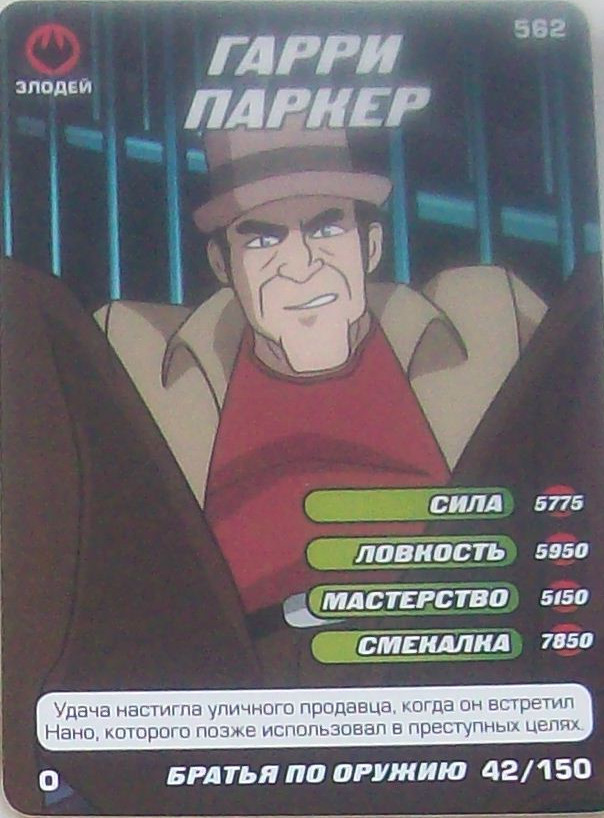 562
ЗЛОДЕЙ
ГАРРИ
ПАРКЕР
СИЛА 5775
ЛОВКОСТЬ 5950
МАСТЕРСТВО 5150
СМЕКАЛКА 7850
Удача настигла уличного продавца, когда он встретил
Нано, которого позже использовал в преступных целях.
0 БРАТЬЯ ПО ОРУЖИЮ 42/150